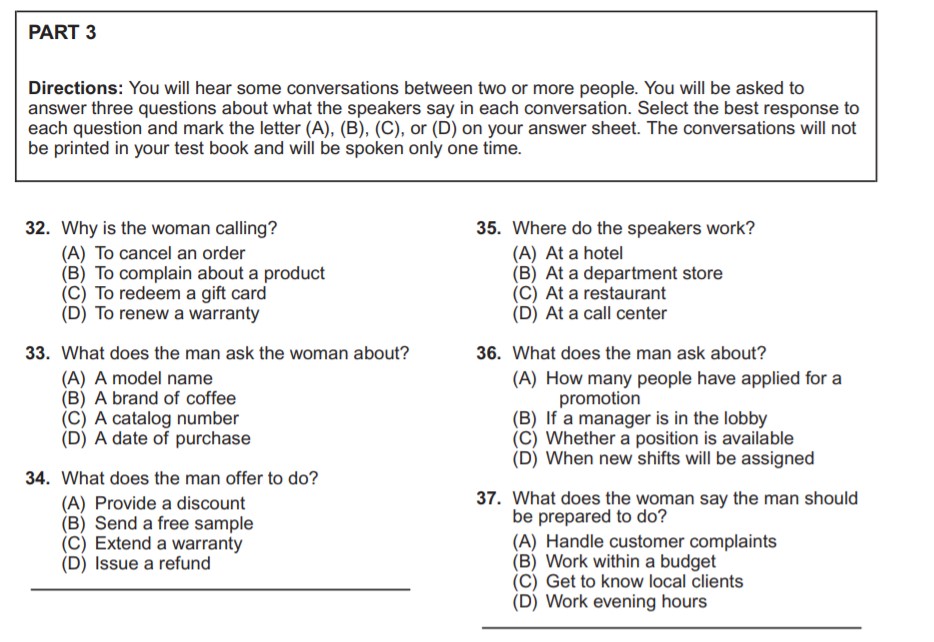 PART 3
Directions: You will hear some conversations between two or more people. You will be asked to
answer three questions about what the speakers say in each conversation. Select the best response to
each question and mark the letter (A), (B), (C), or (D) on your answer sheet. The conversations will not
be printed in your test book and will be spoken only one time.
32. Why is the woman calling?
(A) To cancel an order
(B) To complain about a product
(C) To redeem a gift card
(D) To renew a warranty
33. What does the man ask the woman about?
(A) A model name
(B) A brand of coffee
(C) A catalog number
(D) A date of purchase
34. What does the man offer to do?
(A) Provide a discount
(B) Send a free sample
(C) Extend a warranty
(D) Issue a refund
35. Where do the speakers work?
(A) At a hotel
(B) At a department store
(C) At a restaurant
(D) At a call center
36. What does the man ask about?
(A) How many people have applied for a
promotion
(B) If a manager is in the lobby
(C) Whether a position is available
(D) When new shifts will be assigned
37. What does the woman say the man should
be prepared to do?
(A) Handle customer complaints
(B) Work within a budget
(C) Get to know local clients
(D) Work evening hours